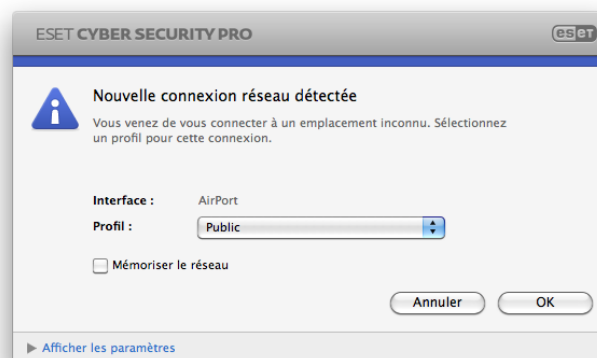 ESET CYBER SECURITY PRO
eset
Nouvelle connexion réseau détectée
Vous venez de vous connecter à un emplacement inconnu. Sélectionnez
un profil pour cette connexion.
Interface : AirPort
Profil : Public
Mémoriser le réseau
Annuler OK
Afficher les paramètres